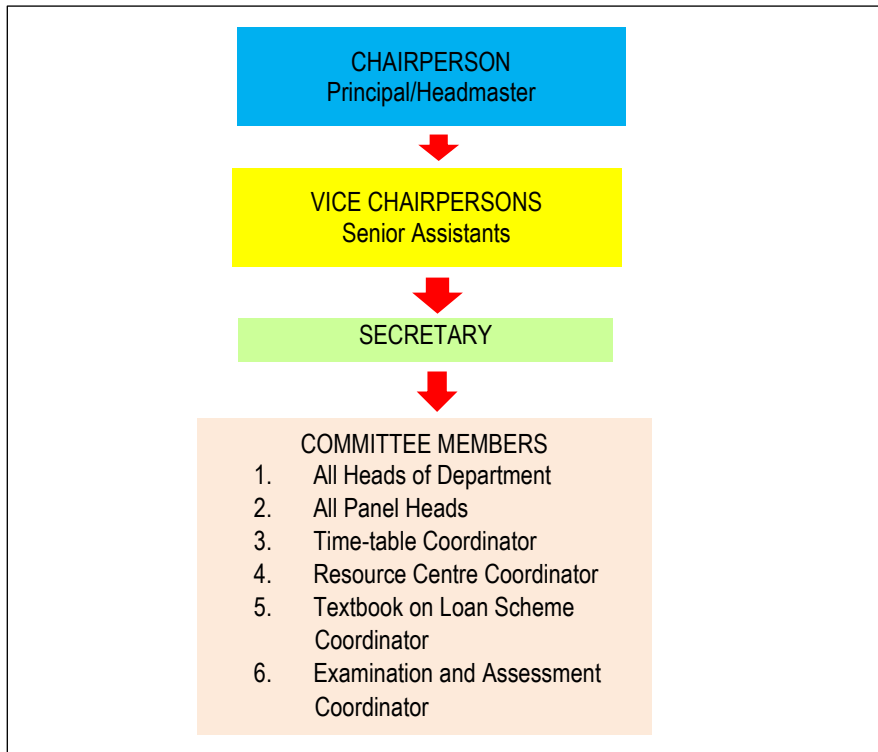 CHAIRPERSON
Principal/Headmaster
VICE CHAIRPERSONS
Senior Assistants
SECRETARY
COMMITTEE MEMBERS
1. All Heads of Department
2. All Panel Heads
3. Time-table Coordinator
4. Resource Centre Coordinator
5. Textbook on Loan Scheme
Coordinator
6. Examination and Assessment
Coordinator